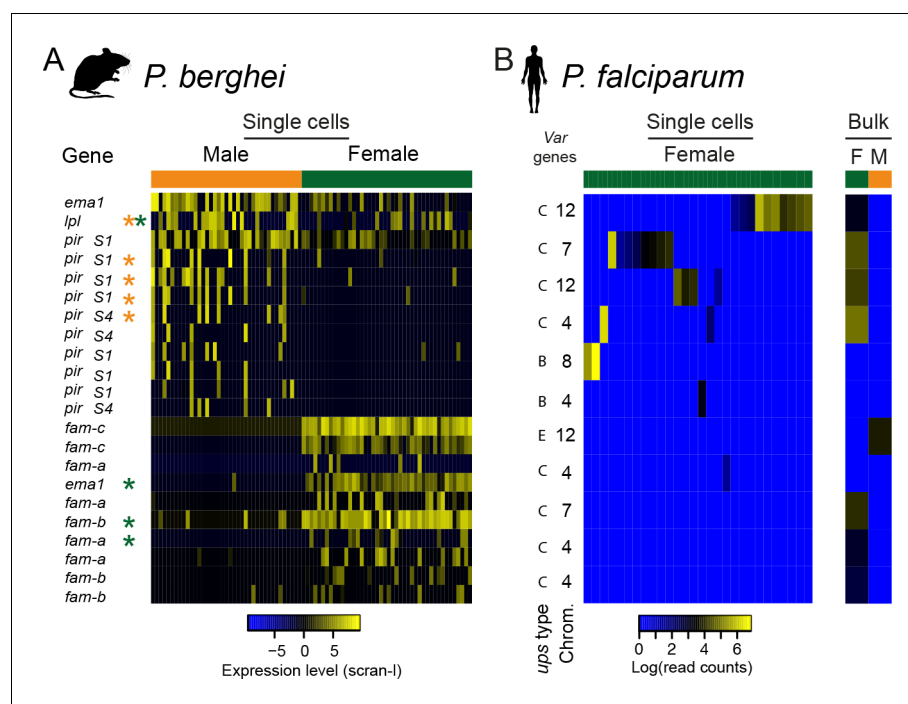 A P. berghei
Single cells
Gene Male Female
ema1
lpl **
pir S1
pir S1 *
pir S1 *
pir S1 *
pir S4 *
pir S4
pir S1
pir S1
pir S1
pir S4
fam-c
fam-c
fam-a
ema1 *
fam-a
fam-b *
fam-a *
fam-a
fam-b
fam-b
−5 0 5
Expression level (scran-l)
B P. falciparum
Var genes
Single cells
Female
Bulk
F M
C 12
C 7
C 12
C 4
B 8
B 4
E 12
C 4
C 7
C 4
C 4
ups type
Chrom.
0 2 4 6
Log(read counts)